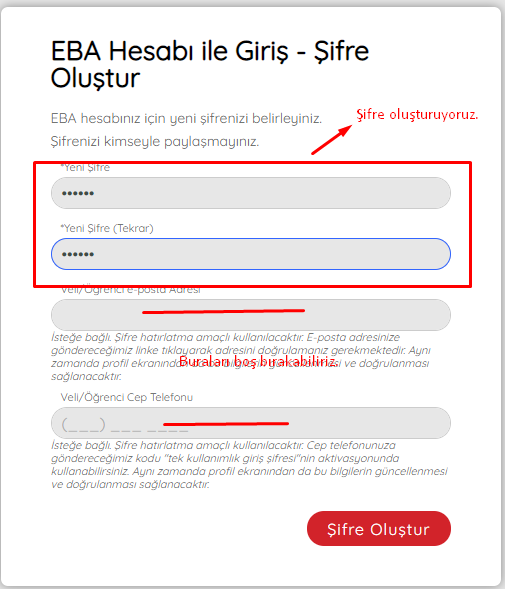 EBA Hesabı ile Giriş - Şifre
Oluştur
EBA hesabınız için yeni şifrenizi belirleyiniz.
Şifrenizi kimseyle paylaşmayınız.
Şifre oluşturuyoruz.
*Yeni Şifre
••••••
*Yeni Şifre (Tekrar)
••••••
Veli/Öğrenci e-posta Adresi
İsteğe bağlı. Şifre hatırlatma amaçlı kullanılacaktır. E-posta adresinize
göndereceğimiz linke tıklayarak adresini doğrulamanız gerekmektedir. Aynı
zamanda profil ekranından da bu bilgilerin güncellenmesi ve doğrulanması
sağlanacaktır.
Buraları boş bırakabiliriz.
Veli/Öğrenci Cep Telefonu
(___) ___ ____
İsteğe bağlı. Şifre hatırlatma amaçlı kullanılacaktır. Cep telefonunuza
göndereceğimiz kodu "tek kullanımlık giriş şifresi"nin aktivasyonunda
kullanabilirsiniz. Aynı zamanda profil ekranından da bu bilgilerin güncellenmesi
ve doğrulanması sağlanacaktır.
Şifre Oluştur